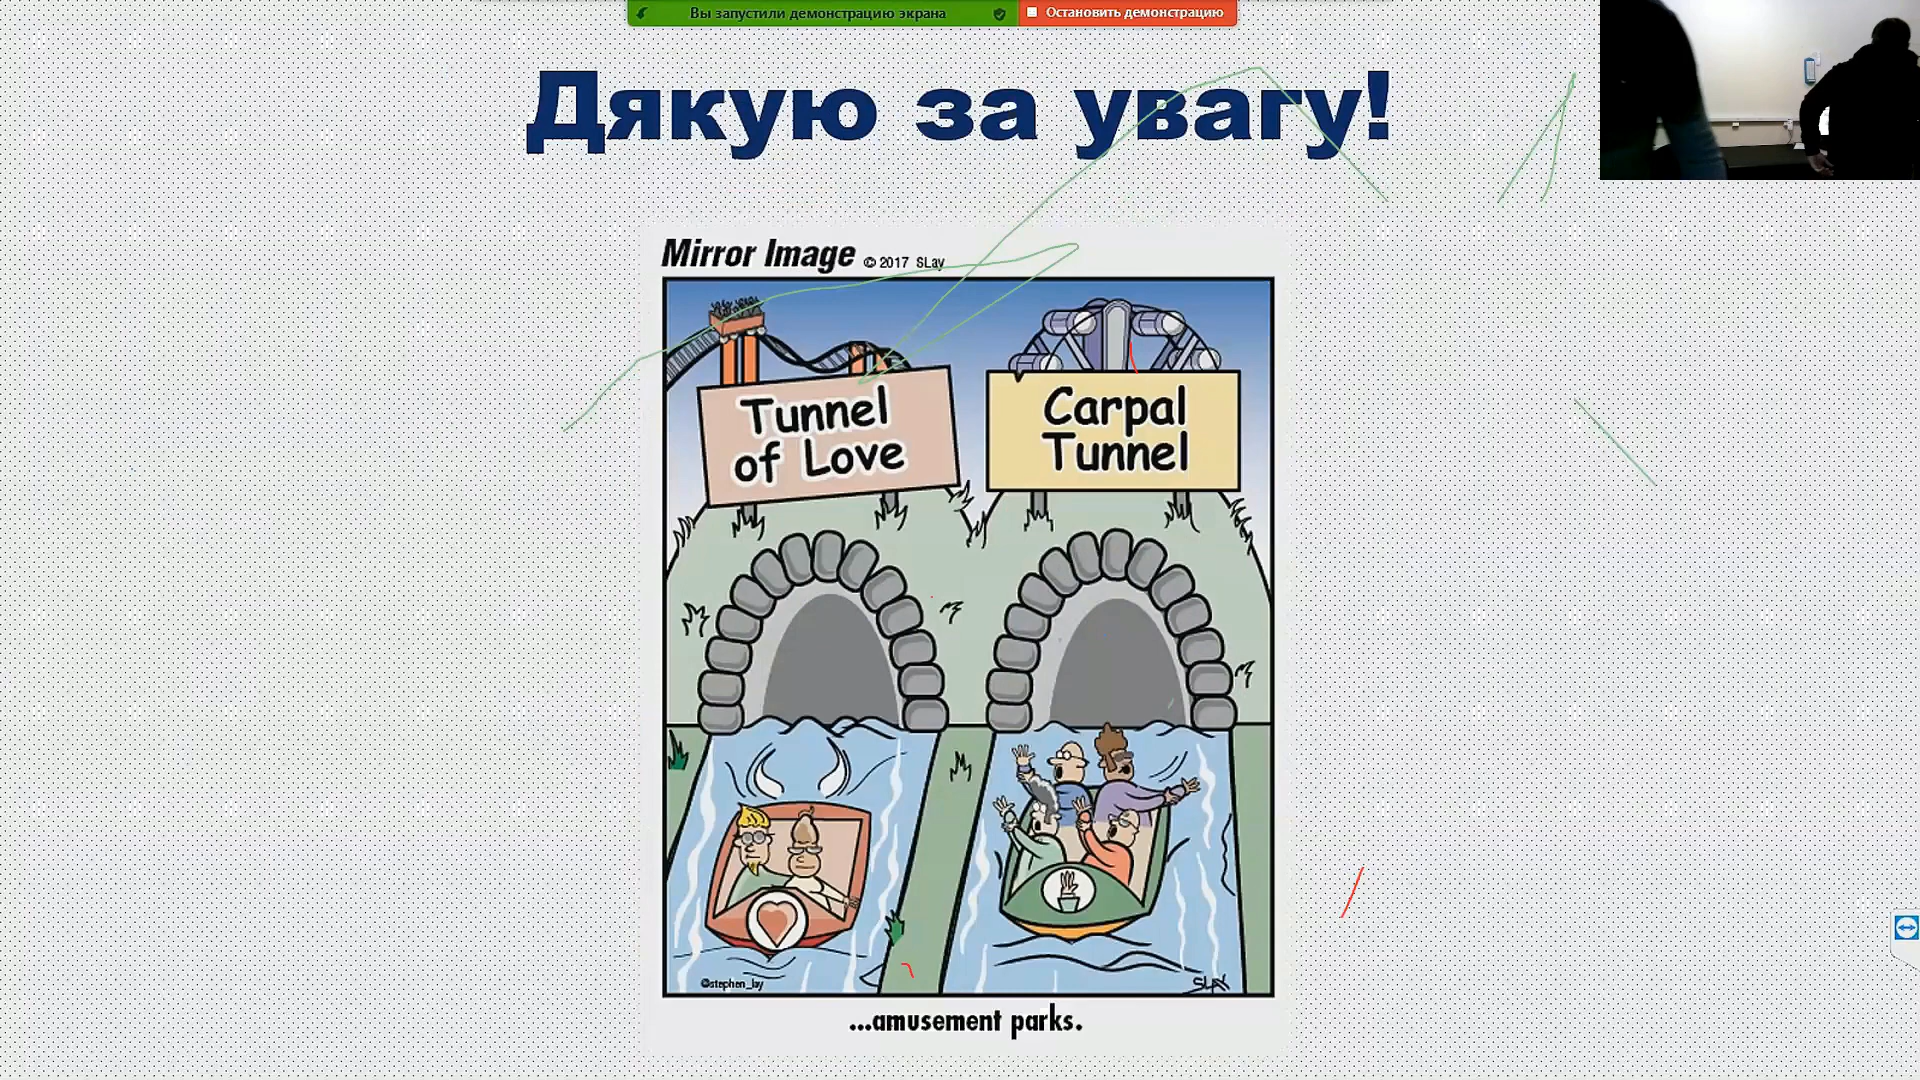 Вы запустили демонстрацию экрана
Остановить демонстрацию
Дякую за увагу!
Mirror Image © 2017 SLay
Tunnel
of Love
Carpal
Tunnel
@stephen_lay
SLAY
...amusement parks.